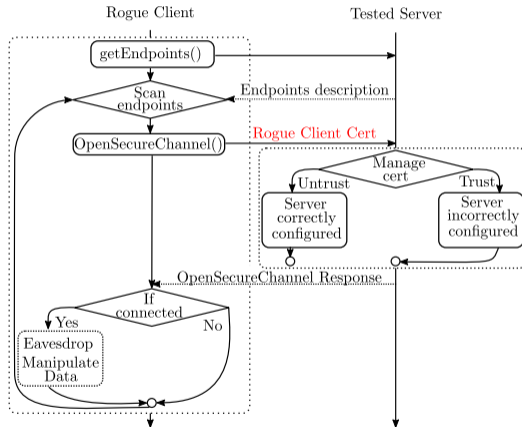 Rogue Client
Tested Server
getEndpoints()
Scan
endpoints
Endpoints description
OpenSecureChannel()
Rogue Client Cert
Manage
cert
Untrust
Trust
Server
correctly
configured
Server
incorrectly
configured
OpenSecureChannel Response
If
connected
Yes
No
Eavesdrop
Manipulate
Data